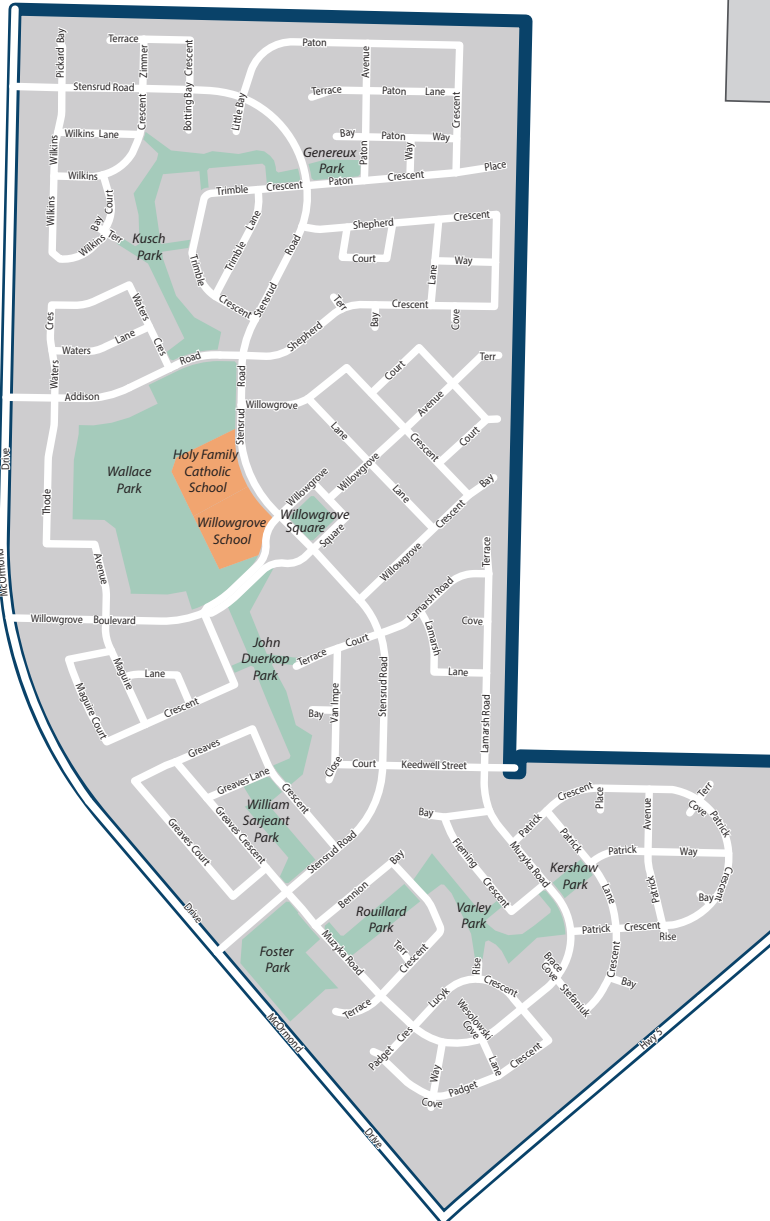 Pickard Bay
Terrace
Zimmer
Crescent
Botting Bay
Crescent
Little Bay
Paton
Avenue
Stensrud Road
Terrace
Paton
Lane
Crescent
Wilkins Lane
Bay
Paton
Way
Paton
Way
Wilkins
Genereux
Park
Wilkins
Paton
Crescent
Place
Trimble
Crescent
Wilkins
Court
Bay
Wilkins
Terr
Kusch
Park
Trimble
Lane
Trimble
Crescent
Road
Stensrud
Shepherd
Crescent
Court
Lane
Way
Terr
Bay
Crescent
Cove
Shepherd
Cres
Waters
Waters
Lane
Cres
Waters
Road
Addison
Road
Stensrud
Willowgrove
Court
Terr
Avenue
Lane
Crescent
Court
Drive
Thode
Wallace
Park
Holy Family
Catholic
School
Willowgrove
School
Willowgrove
Willowgrove
Lane
Bay
Willowgrove
Square
Square
Crescent
Willowgrove
McOrmond
Avenue
Terrace
Willowgrove
Boulevard
Lamarsh Road
Cove
Lamarsh
Lane
John
Duerkop
Park
Terrace
Court
Maguire
Lane
Maguire Court
Crescent
Van Impe
Bay
Close
Stensrud Road
Lamarsh Road
Court
Keedwell Street
Greaves
Greaves Lane
Crescent
Greaves Court
Greaves Crescent
William
Sarjeant
Park
Stensrud Road
Bay
Fleming
Crescent
Patrick
Crescent
Place
Avenue
Terr
Cove
Patrick
Patrick
Muzyka Road
Kershaw
Park
Patrick
Way
Lane
Patrick
Crescent
Bay
Patrick
Crescent
Rise
Bennion
Bay
Rouillard
Park
Varley
Park
Terr
Crescent
Drive
Foster
Park
Muzyka Road
Terrace
Rise
Crescent
Brace
Cove
Crescent
Stefaniuk
Bay
Lucyk
Cres
Wesolowski
Cove
Padget
Way
Lane
Crescent
Padget
Cove
McOrmond
Drive
Hwy 5